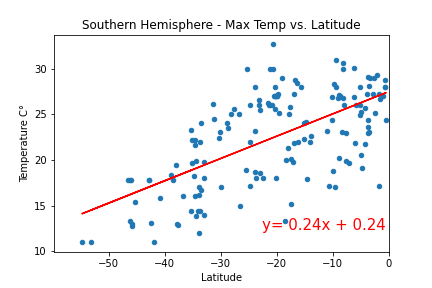 Southern Hemisphere - Max Temp vs. Latitude
Temperature C°
30
25
20
15
10
y= 0.24x + 0.24
−50
−40
−30
−20
−10
0
Latitude